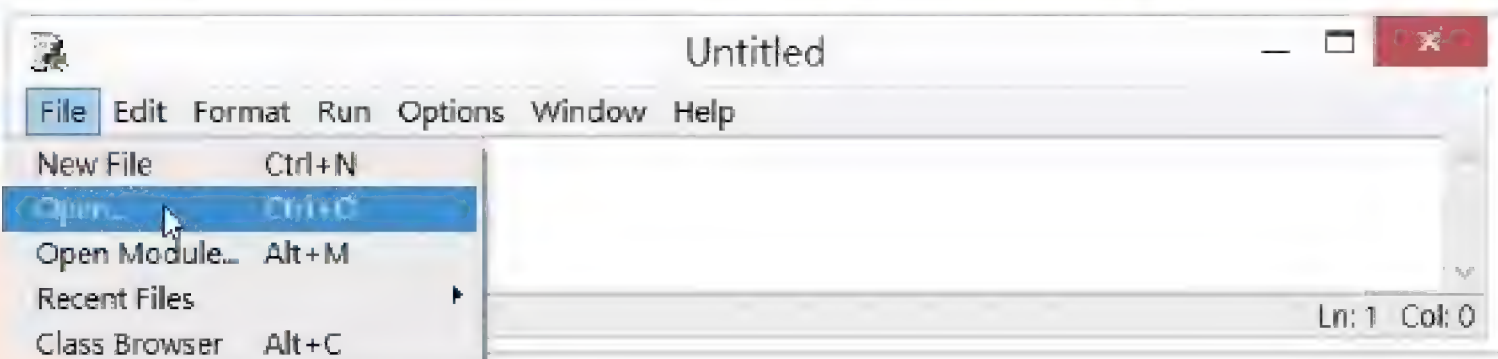 Untitled
File Edit Format Run Options Window Help
New File Ctrl+N
Open... Ctrl+O
Open Module... Alt+M
Recent Files
Class Browser Alt+C
Ln: 1 Col: 0